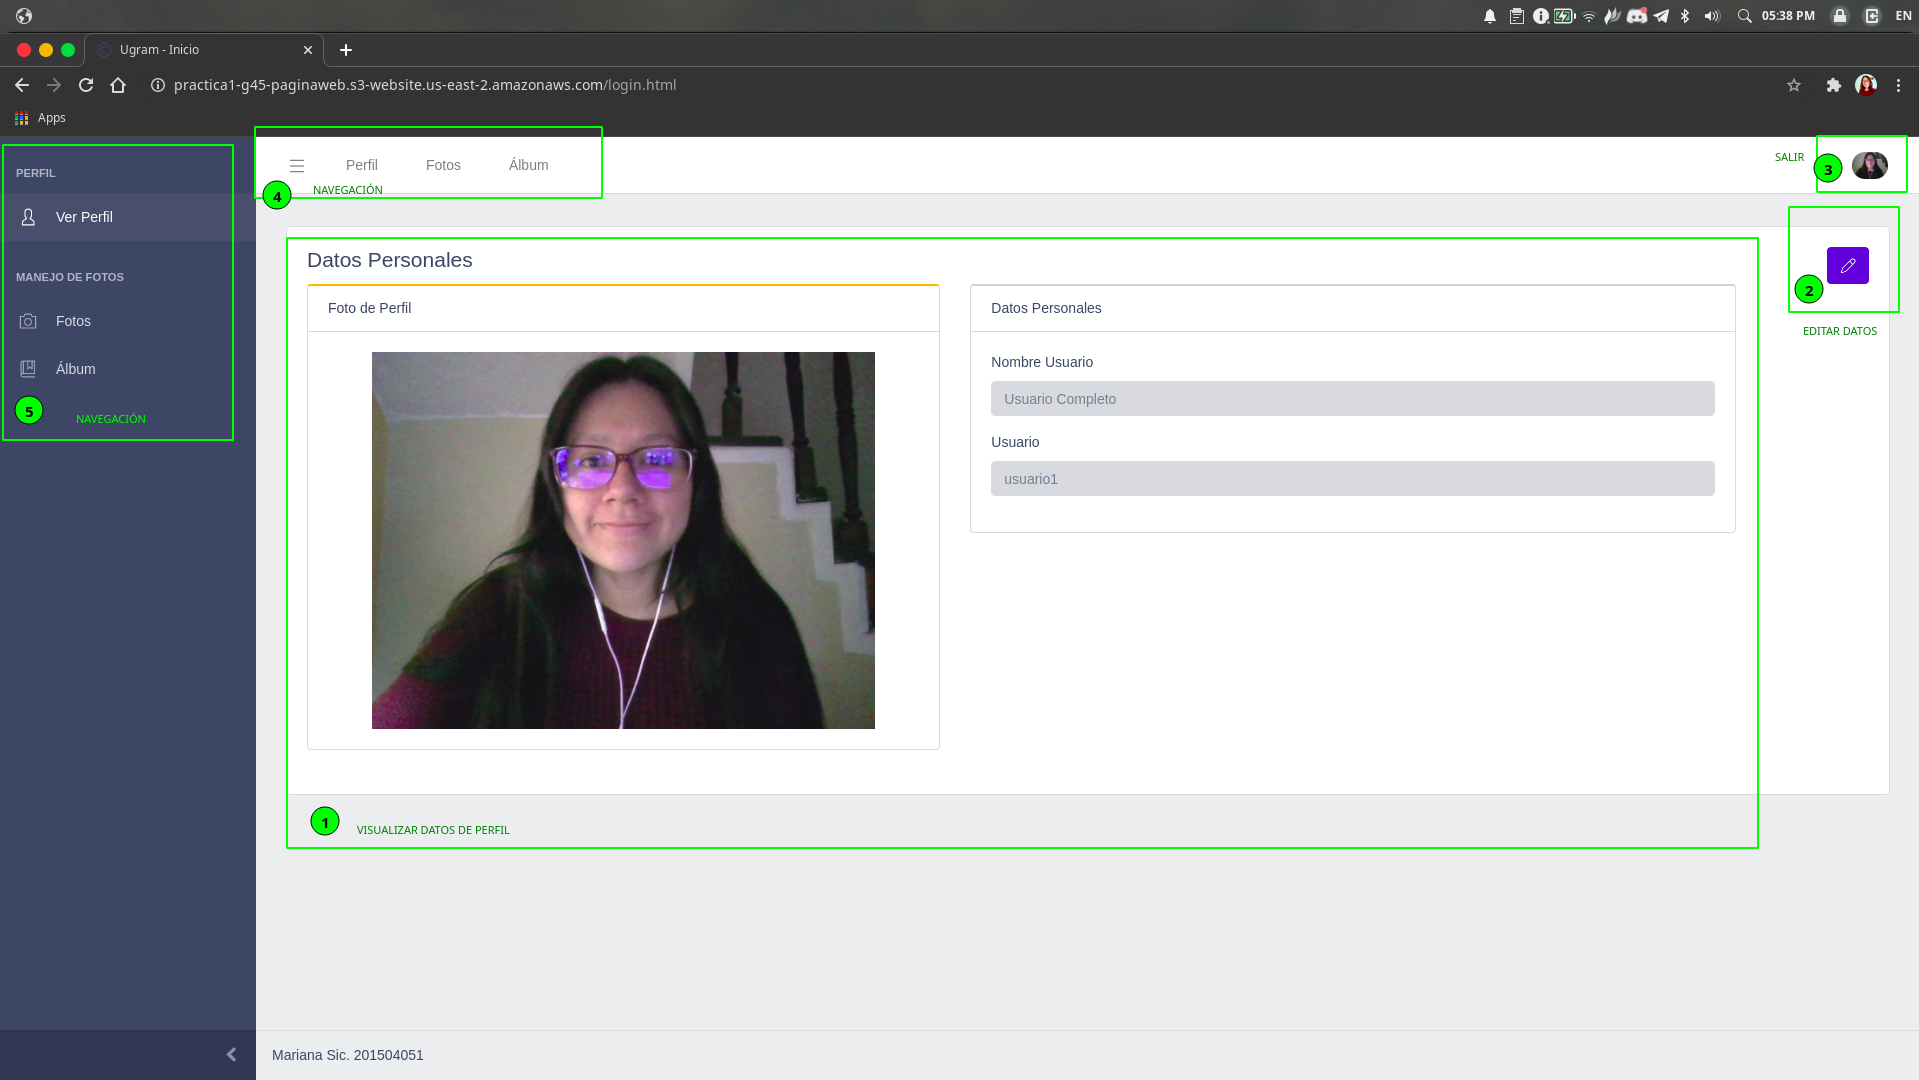 05:38 PM
EN
Ugram - Inicio
practica1-g45-paginaweb.s3-website.us-east-2.amazonaws.com/login.html
Apps
PERFIL
Ver Perfil
MANEJO DE FOTOS
Fotos
Álbum
5
NAVEGACIÓN
Perfil
Fotos
Álbum
4
NAVEGACIÓN
SALIR
3
Datos Personales
2
EDITAR DATOS
Foto de Perfil
Datos Personales
Nombre Usuario
Usuario Completo
Usuario
usuario1
1
VISUALIZAR DATOS DE PERFIL
Mariana Sic. 201504051